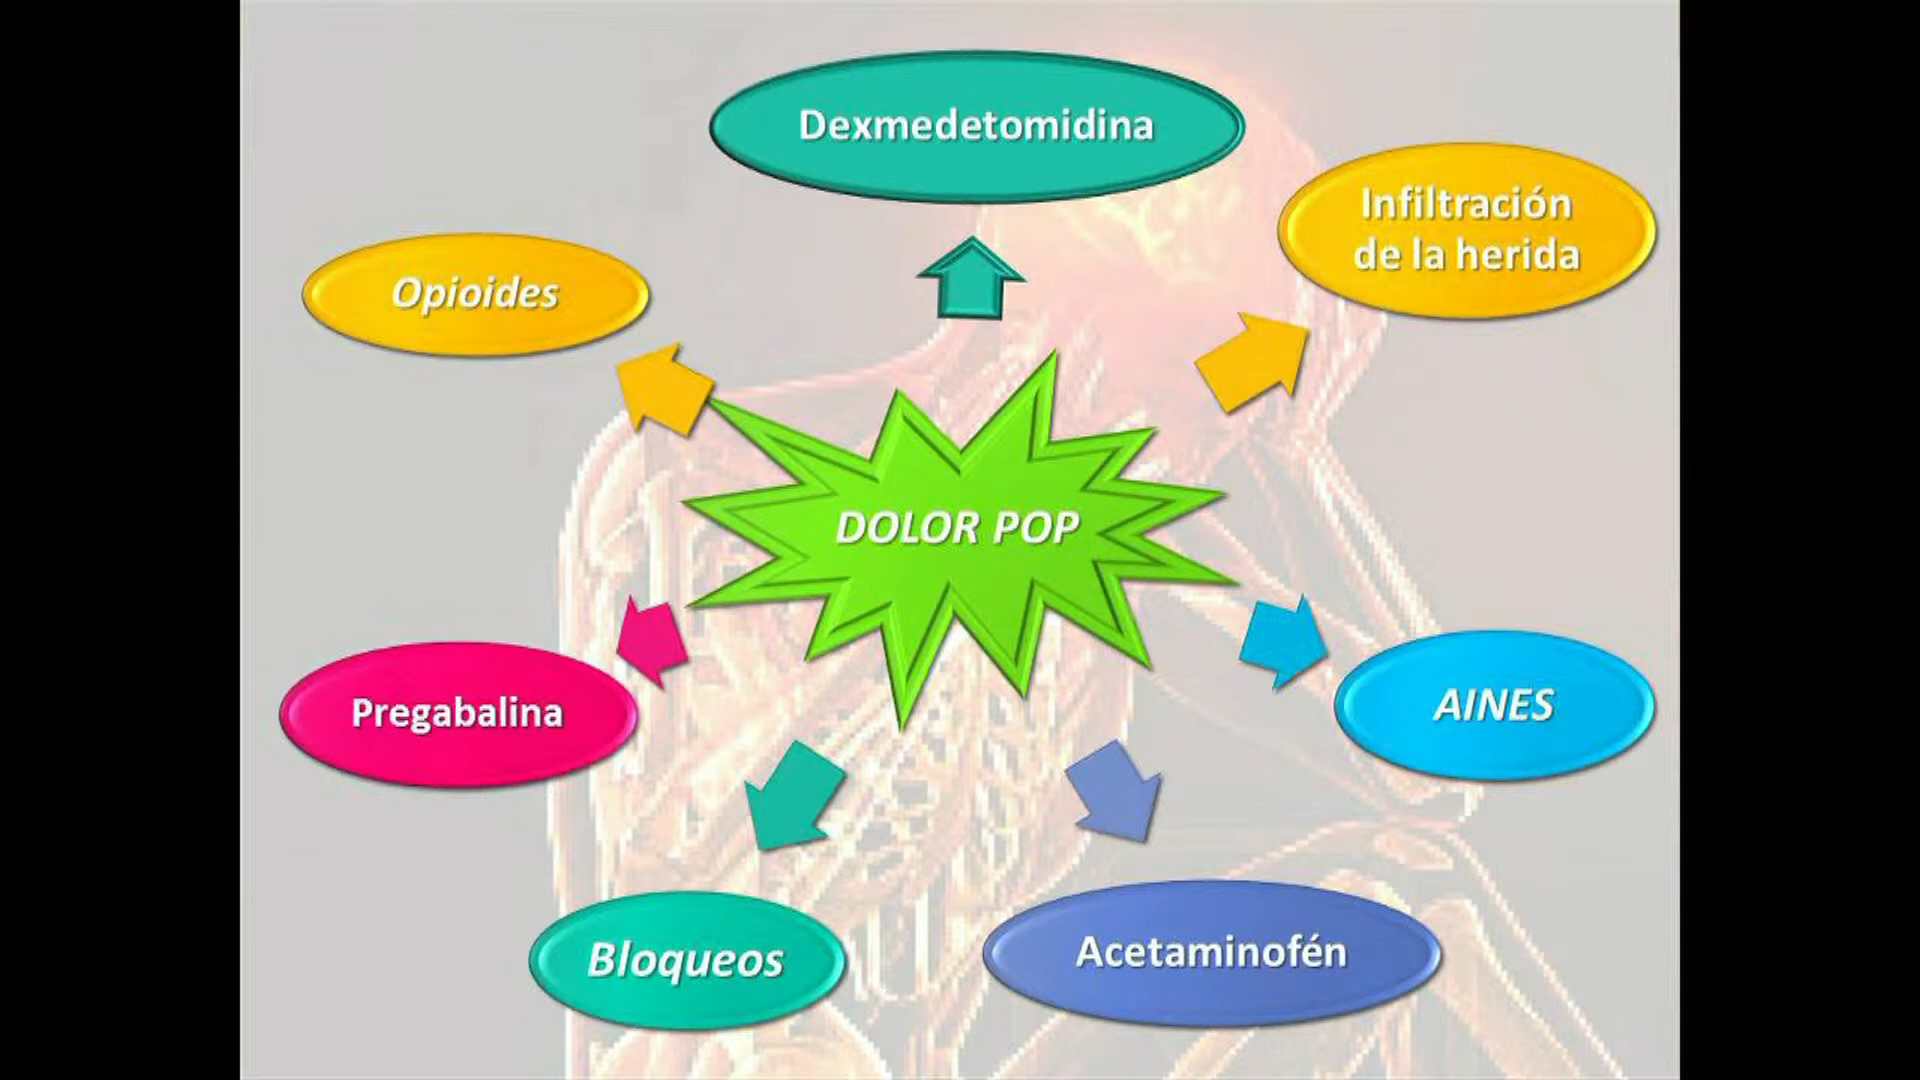 Dexmedetomidina
Infiltración
de la herida
Opioides
DOLOR POP
AINES
Pregabalina
Acetaminofén
Bloqueos